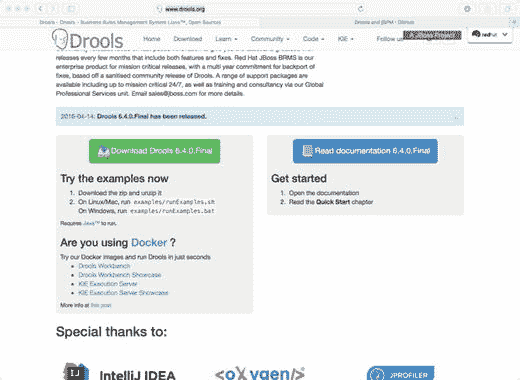 www.drools.org
Drools - Drools - Business Rules Management System (Java™, Open Source)
Drools and jBPM - GitHub
Drools
Home Download Learn Community Code KIE Follow us
A JBoss Project
redhat
releases every few months that include both features and fixes. Red Hat JBoss BRMS is our
enterprise product for mission critical releases, with a multi year commitment for backport of
fixes, based off a sanitised community release of Drools. A range of support packages are
available including up to mission critical 24/7, as well as training and consultancy via our Global
Professional Services unit. Email sales@jboss.com for more details.
2016-04-14: Drools 6.4.0.Final has been released.
Download Drools 6.4.0.Final
Try the examples now
1. Download the zip and unzip it
2. On Linux/Mac, run examples/runExamples.sh
On Windows, run examples/runExamples.bat
Requires Java™ to run.
Are you using Docker ?
Try our Docker images and run Drools in just seconds
Drools Workbench
Drools Workbench Showcase
KIE Execution Server
KIE Execution Server Showcase
More info at this post
Read documentation 6.4.0.Final
Get started
1. Open the documentation
2. Read the Quick Start chapter
Special thanks to:
IJ IntelliJ IDEA
<oXygen/>
JPROFILER